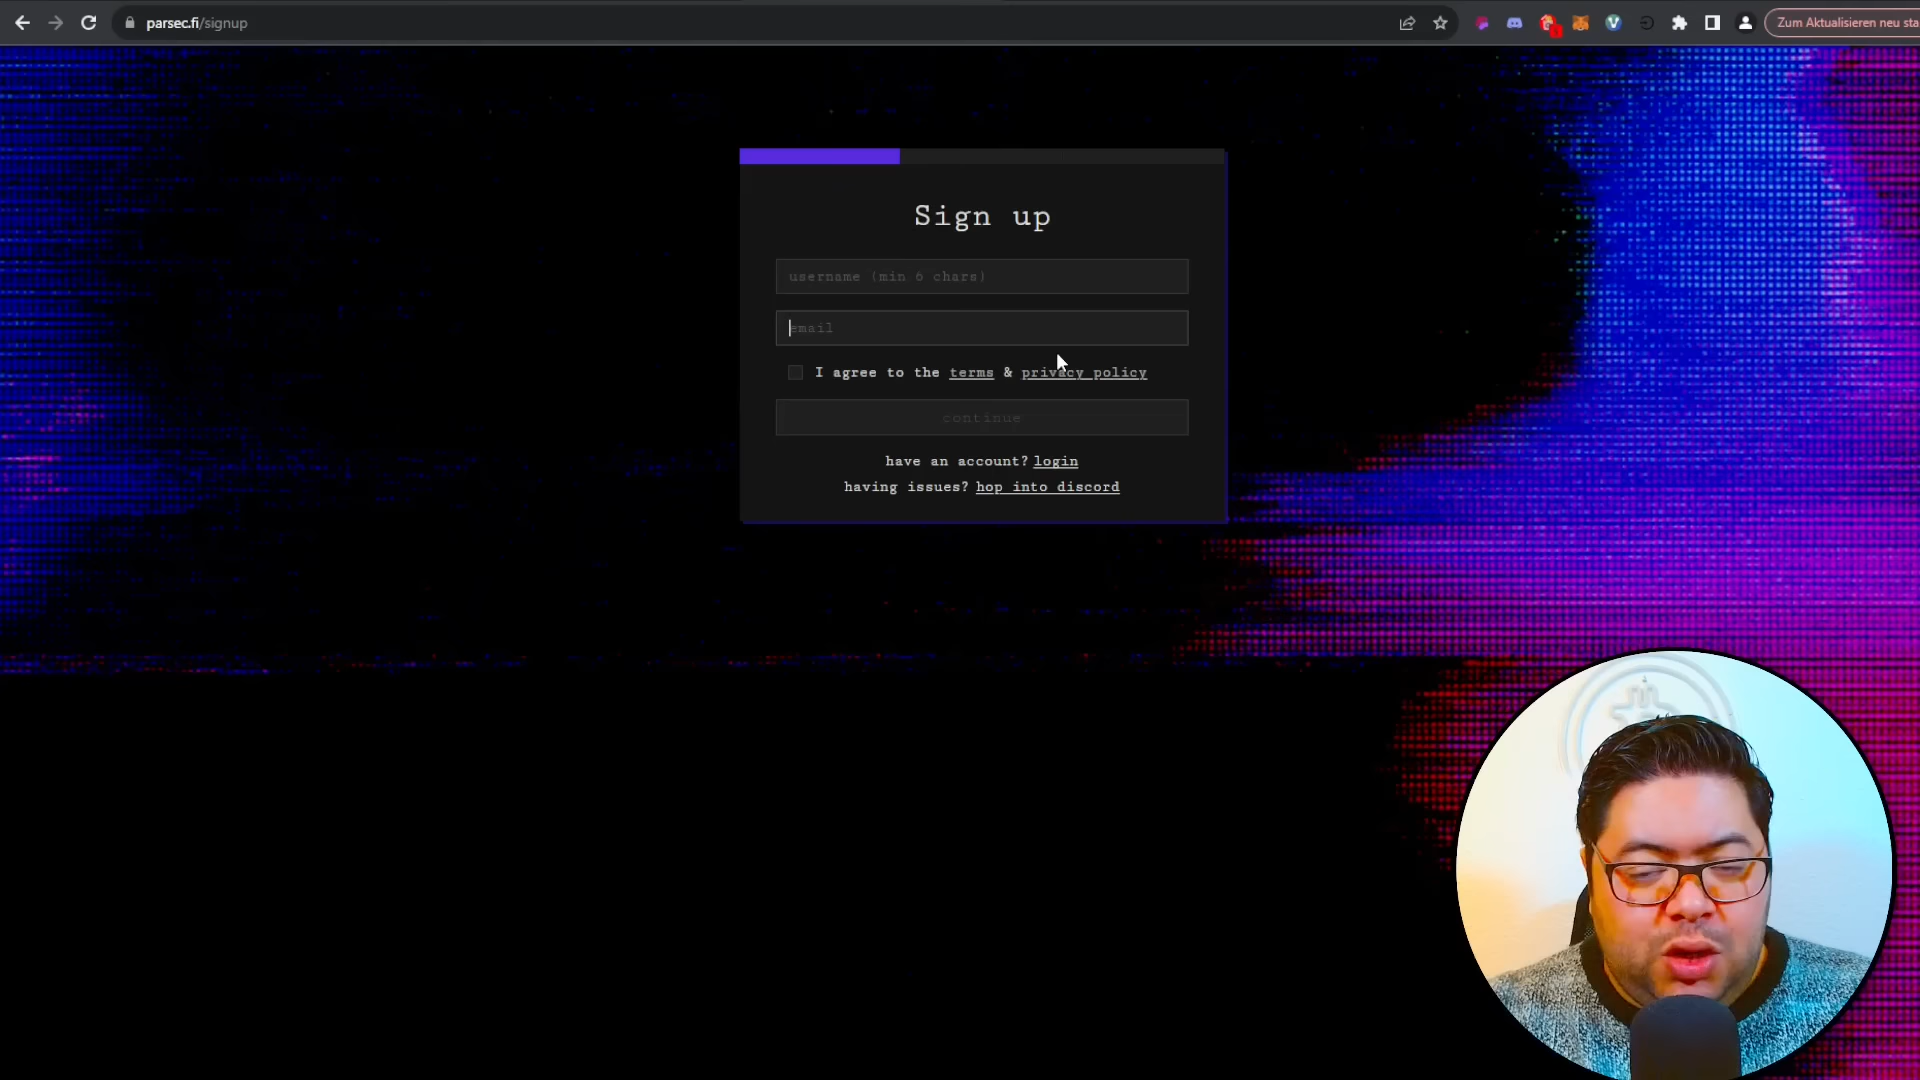 parsec.fi/signup
Zum Aktualisieren neu sta
Sign up
username (min 6 chars)
email
I agree to the terms & privacy policy
continue
have an account? login
having issues? hop into discord